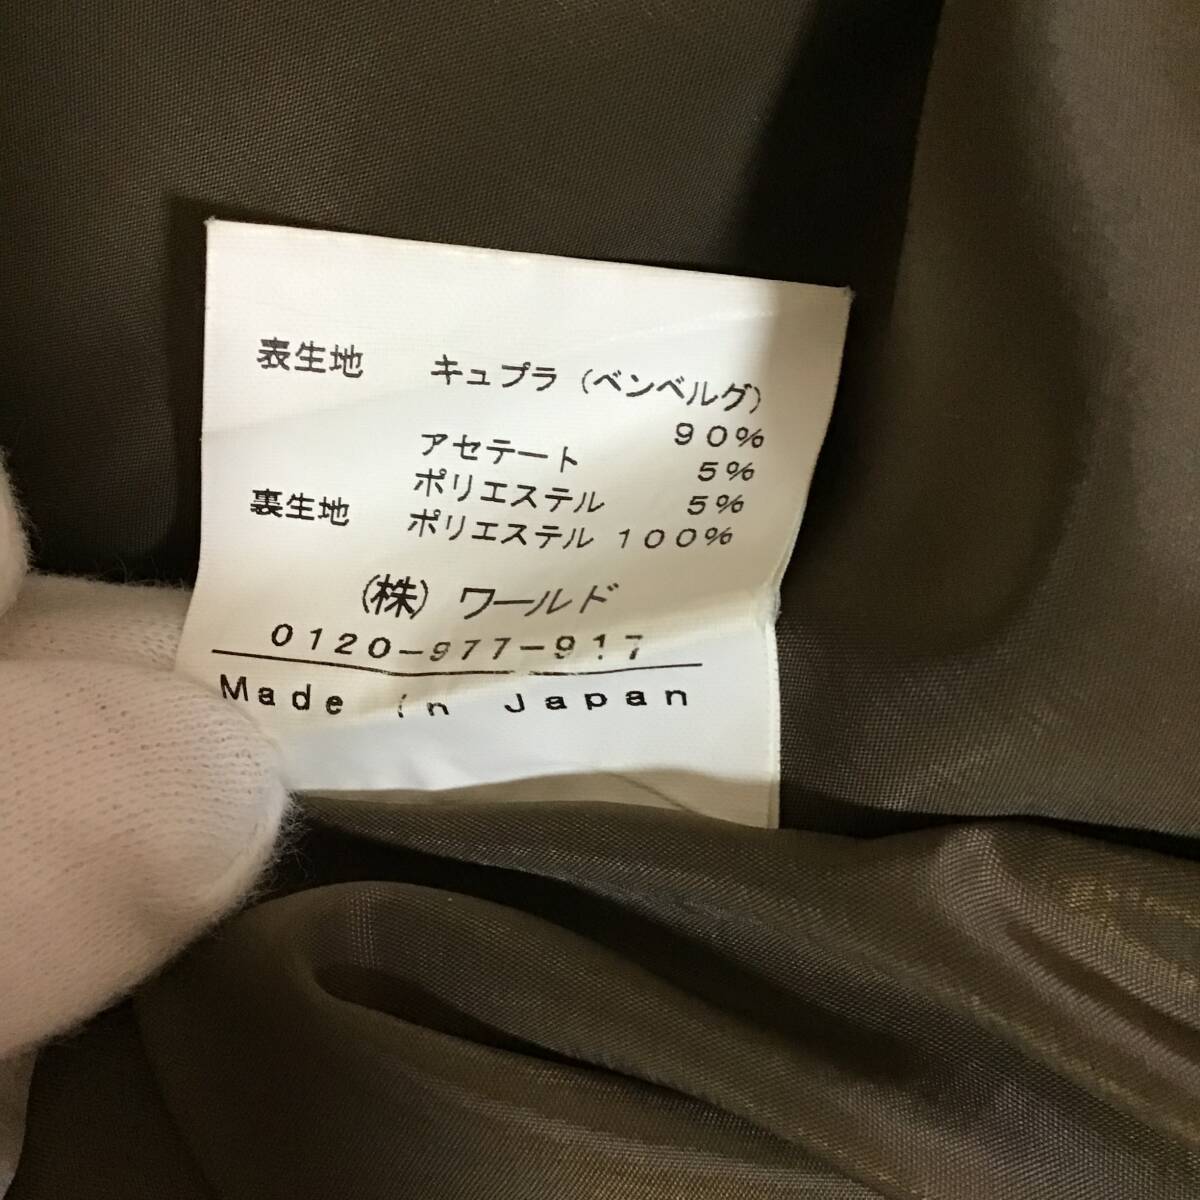 表生地 キュプラ（ベンベルグ）
90%
アセテート 5%
ポリエステル 5%
裏生地 ポリエステル 100%
(株) ワールド
0120-977-917
Made in Japan